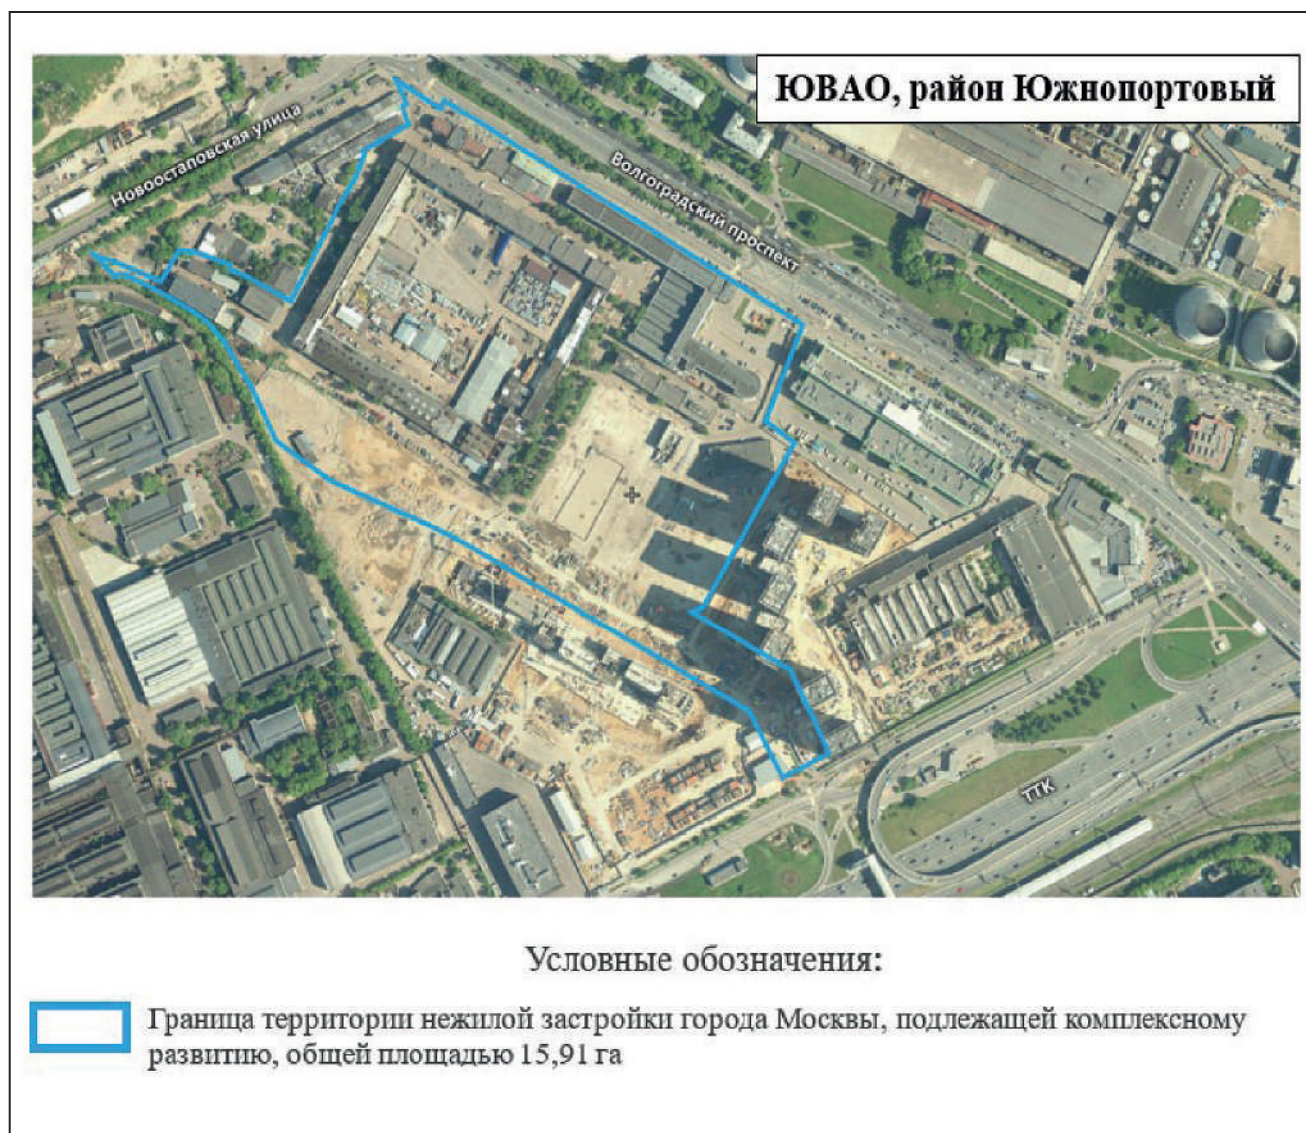 ЮВАО, район Южнопортовый
Новоостаповская улица
Волгоградский проспект
ТТК
Условные обозначения:
Граница территории нежилой застройки города Москвы, подлежащей комплексному
развитию, общей площадью 15,91 га